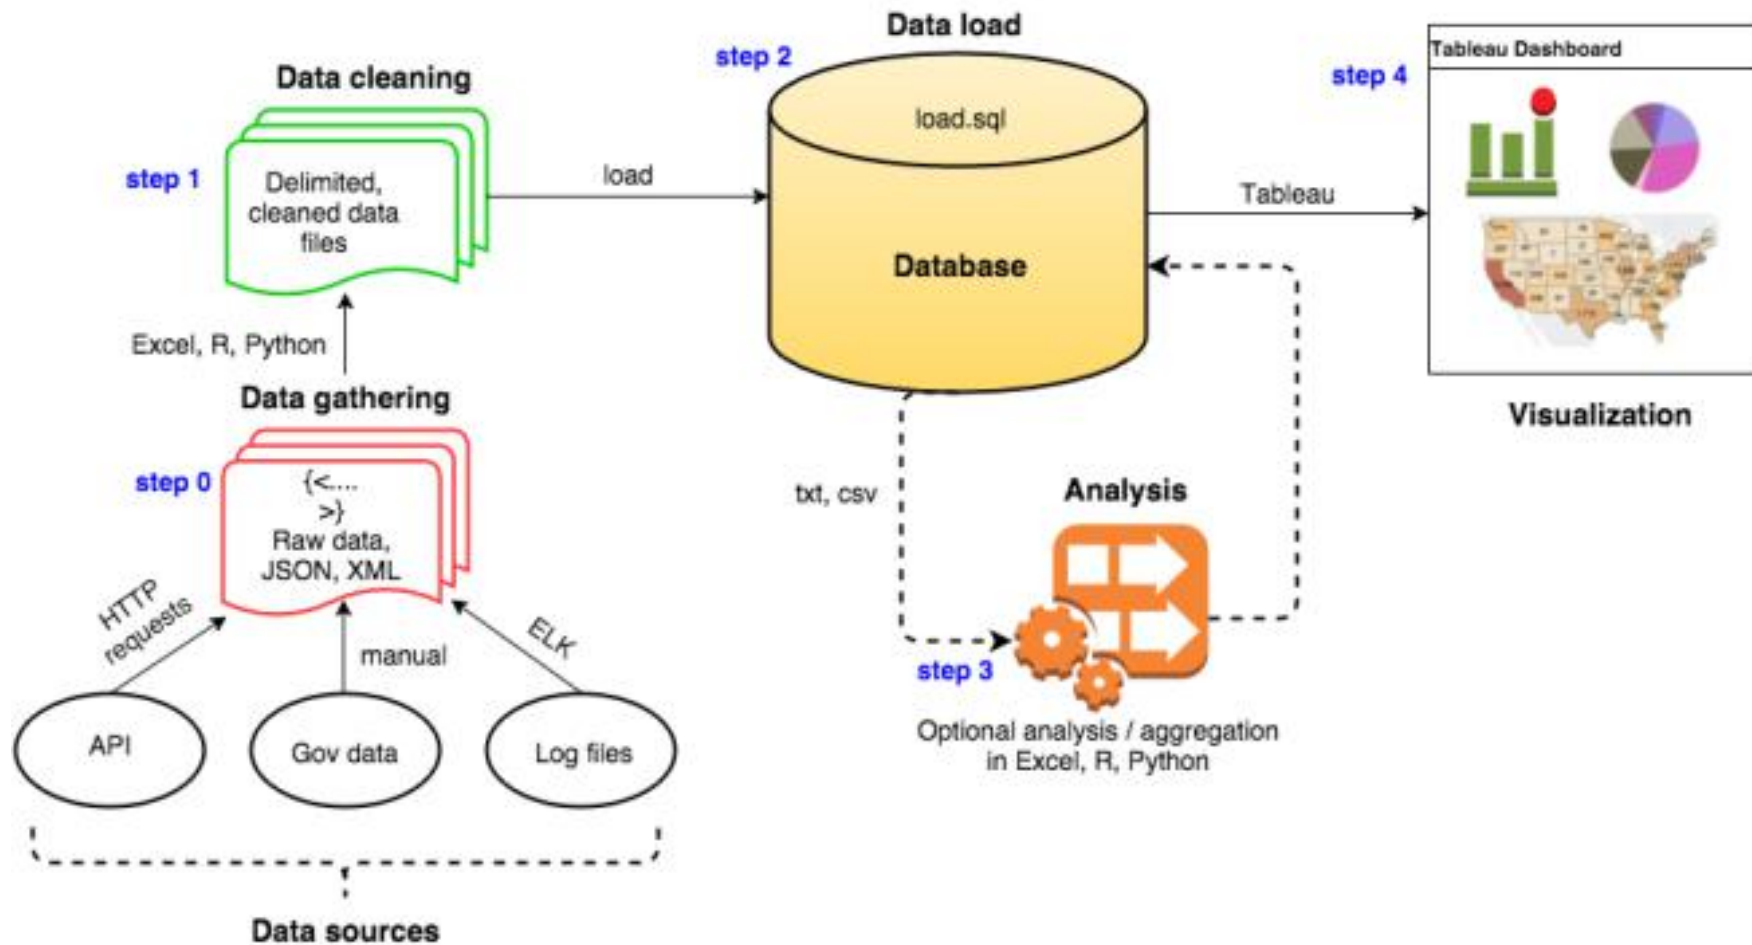 Data load
step 2
load.sql
Database
step 4
Tableau Dashboard
Data cleaning
step 1
Delimited,
cleaned data
files
load
Tableau
Visualization
Excel, R, Python
Data gathering
step 0
{<....
>}
Raw data,
JSON, XML
txt, csv
Analysis
step 3
Optional analysis / aggregation
in Excel, R, Python
HTTP
requests
manual
ELK
API
Gov data
Log files
Data sources